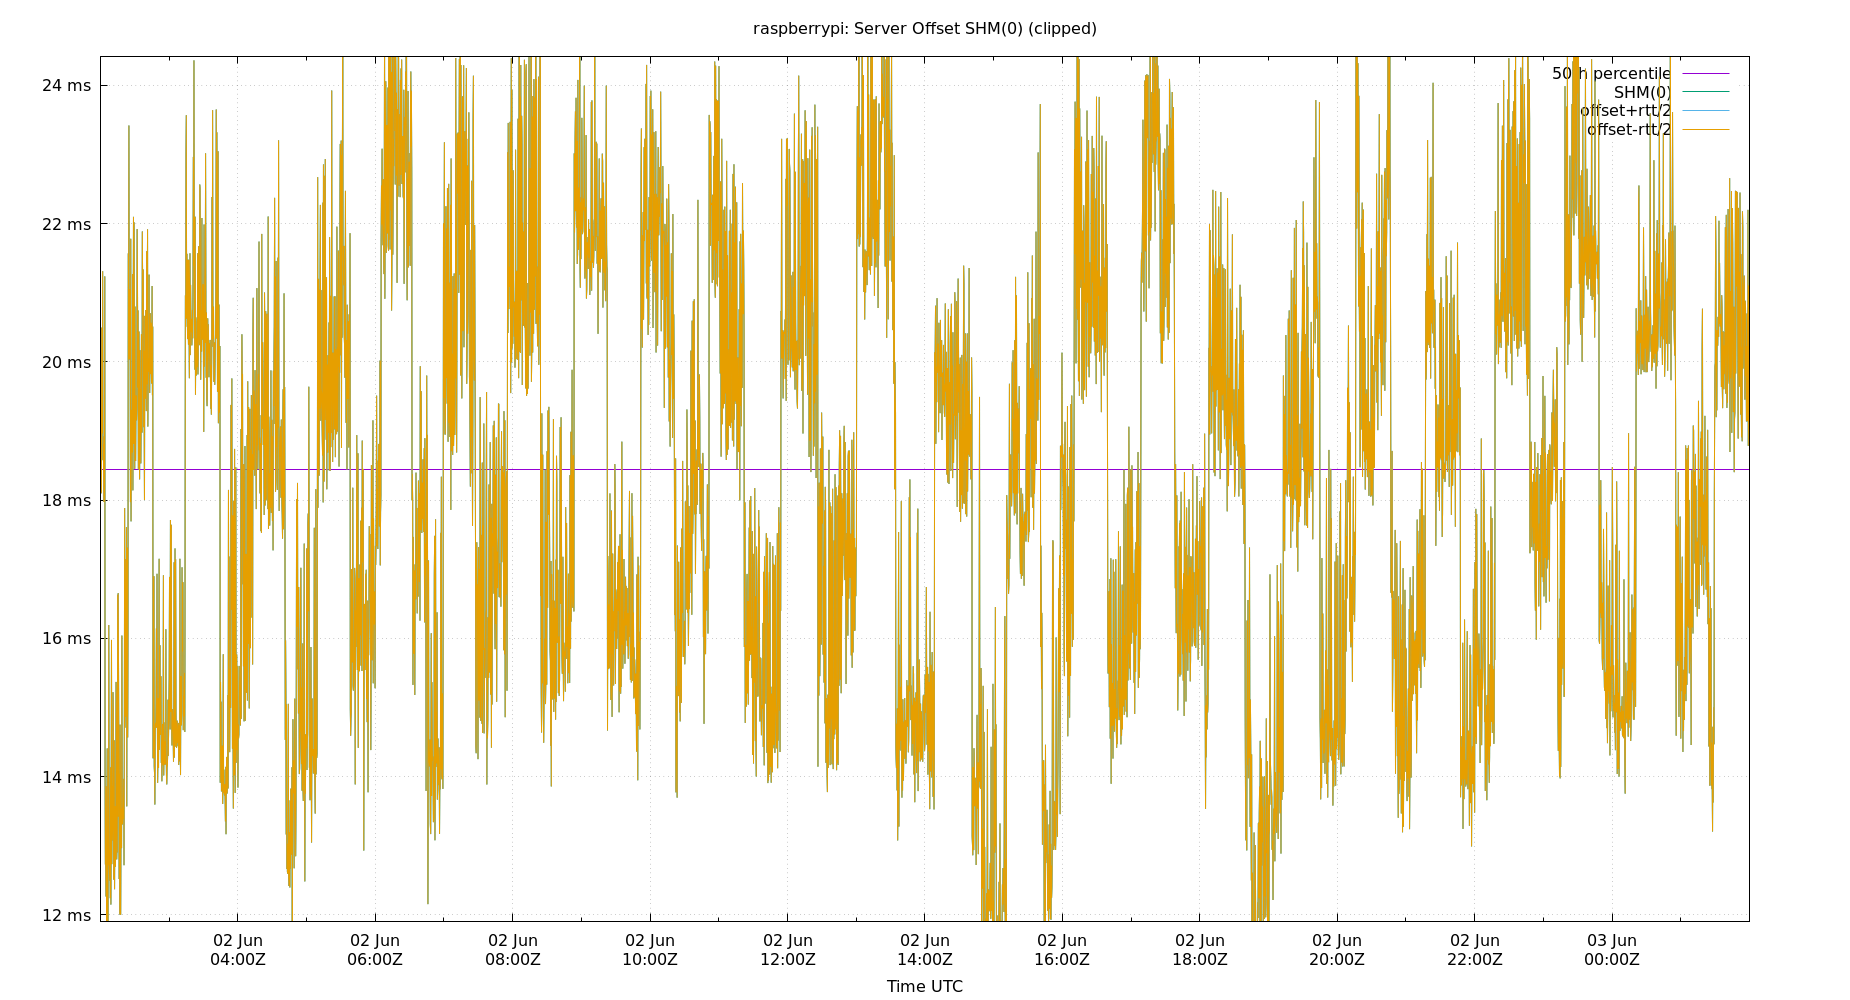 raspberrypi: Server Offset SHM(0) (clipped)
24 ms
22 ms
20 ms
18 ms
16 ms
14 ms
12 ms
50th percentile
SHM(0)
offset+rtt/2
offset-rtt/2
02 Jun 02 Jun 02 Jun 02 Jun 02 Jun 02 Jun 02 Jun 02 Jun 02 Jun 02 Jun 03 Jun
04:00Z 06:00Z 08:00Z 10:00Z 12:00Z 14:00Z 16:00Z 18:00Z 20:00Z 22:00Z 00:00Z
Time UTC